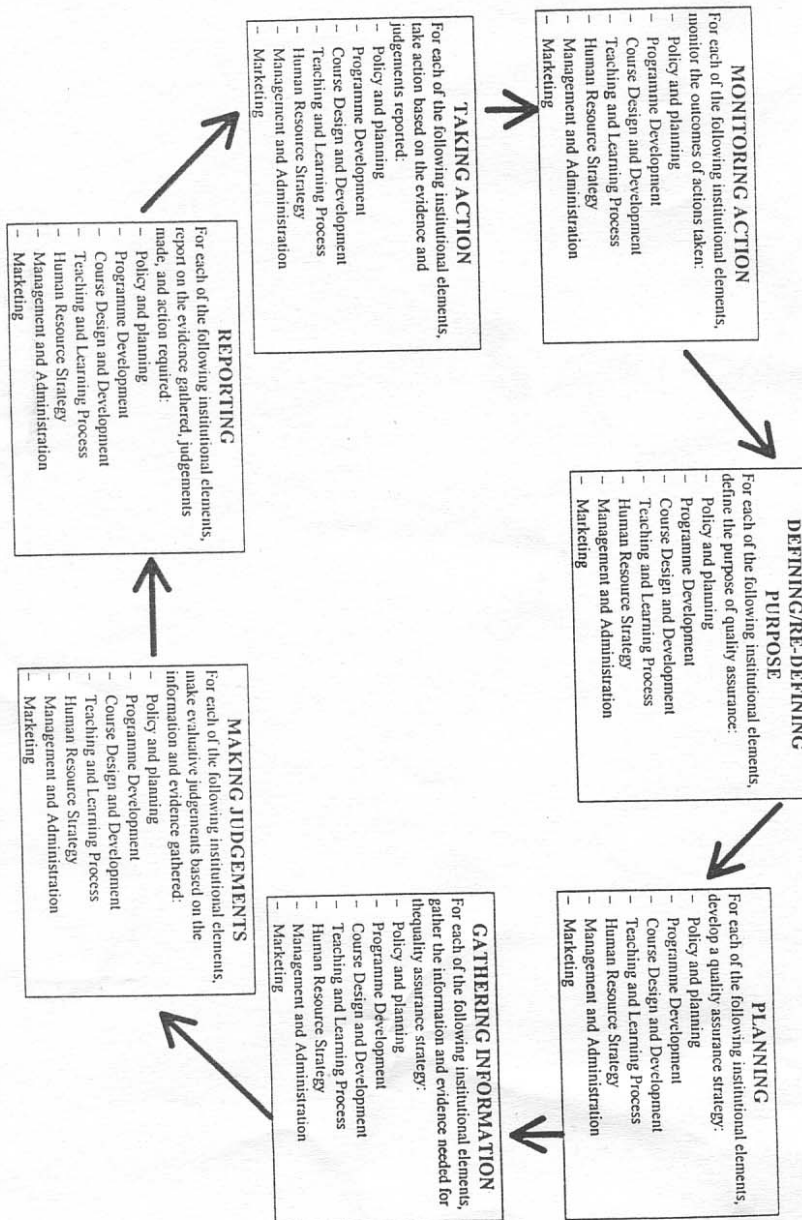 DEFINING/RE-DEFINING
PURPOSE
For each of the following institutional elements,
define the purpose of quality assurance:
– Policy and planning
– Programme Development
– Course Design and Development
– Teaching and Learning Process
– Human Resource Strategy
– Management and Administration
– Marketing
PLANNING
For each of the following institutional elements,
develop a quality assurance strategy:
– Policy and planning
– Programme Development
– Course Design and Development
– Teaching and Learning Process
– Human Resource Strategy
– Management and Administration
– Marketing
GATHERING INFORMATION
For each of the following institutional elements,
gather the information and evidence needed for
thequality assurance strategy:
– Policy and planning
– Programme Development
– Course Design and Development
– Teaching and Learning Process
– Human Resource Strategy
– Management and Administration
– Marketing
MAKING JUDGEMENTS
For each of the following institutional elements,
make evaluative judgements based on the
information and evidence gathered:
– Policy and planning
– Programme Development
– Course Design and Development
– Teaching and Learning Process
– Human Resource Strategy
– Management and Administration
– Marketing
REPORTING
For each of the following institutional elements,
report on the evidence gathered, judgements
made, and action required:
– Policy and planning
– Programme Development
– Course Design and Development
– Teaching and Learning Process
– Human Resource Strategy
– Management and Administration
– Marketing
TAKING ACTION
For each of the following institutional elements,
take action based on the evidence and
judgements reported:
– Policy and planning
– Programme Development
– Course Design and Development
– Teaching and Learning Process
– Human Resource Strategy
– Management and Administration
– Marketing
MONITORING ACTION
For each of the following institutional elements,
monitor the outcomes of actions taken:
– Policy and planning
– Programme Development
– Course Design and Development
– Teaching and Learning Process
– Human Resource Strategy
– Management and Administration
– Marketing